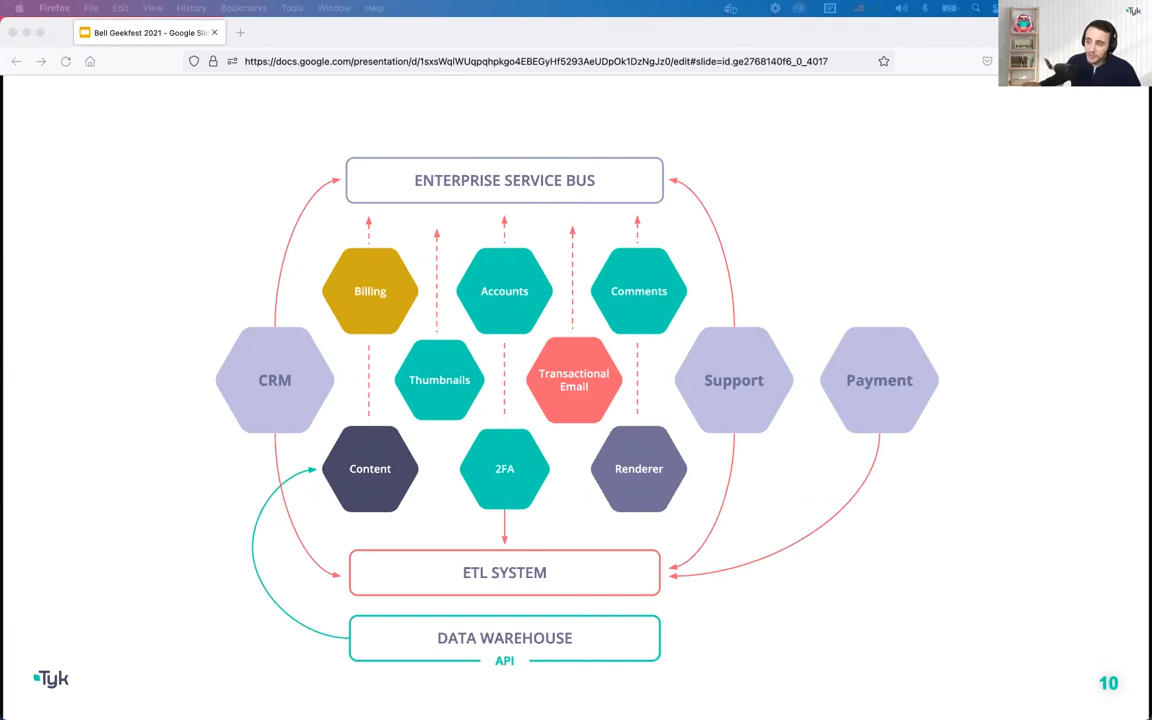 Firefox File Edit View History Bookmarks Tools Window Help
Bell Geekfest 2021 - Google Slid
https://docs.google.com/presentation/d/1sxsWqlWUqpqhpkgo4EBEGyHf5293AeUDpOk1DzNgJz0/edit#slide=id.ge2768140f6_0_4017
Tyk
ENTERPRISE SERVICE BUS
Billing
Accounts
Comments
CRM
Thumbnails
Transactional
Email
Support
Payment
Content
2FA
Renderer
ETL SYSTEM
DATA WAREHOUSE
API
Tyk
10